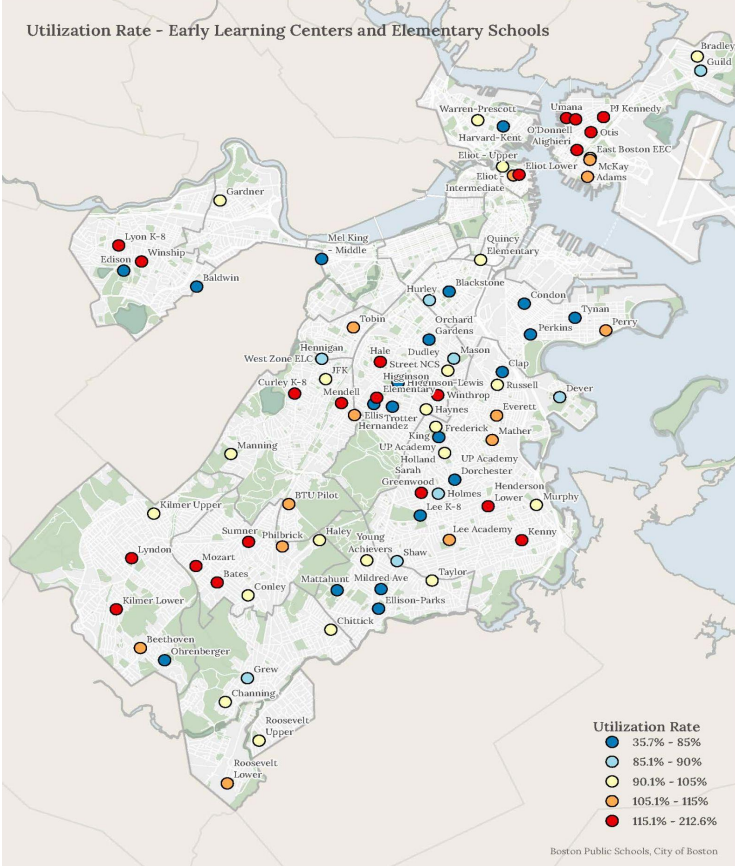 Utilization Rate - Early Learning Centers and Elementary Schools
Bradley
Guild
Warren-Prescott
Umana
PJ Kennedy
Harvard-Kent
O'Donnell
Otis
Alighieri
East Boston EEC
Eliot - Upper
Eliot Lower
McKay
Eliot -
Intermediate
Adams
Gardner
Lyon K-8
Winship
Edison
Baldwin
Mel King
- Middle
Quincy
Elementary
Hurley
Blackstone
Condon
Tynan
Perkins
Perry
Tobin
Orchard
Gardens
Hennigan
West Zone ELC
JFK
Hale
Dudley
Street NCS
Mason
Clap
Higginson
Elementary
Higginson-Lewis
Russell
Dever
Curley K-8
Mendell
Winthrop
Ellis
Trotter
Hernandez
Haynes
Everett
Frederick
King
Mather
UP Academy
Holland
UP Academy
Dorchester
Manning
Sarah
Greenwood
Holmes
Henderson
Lower
Murphy
Kilmer Upper
BTU Pilot
Lee K-8
Sumner
Philbrick
Haley
Young
Achievers
Shaw
Lee Academy
Kenny
Lyndon
Mozart
Bates
Conley
Mattahunt
Mildred Ave
Taylor
Ellison-Parks
Kilmer Lower
Chittick
Beethoven
Ohrenberger
Grew
Channing
Roosevelt
Upper
Roosevelt
Lower
Utilization Rate
35.7% - 85%
85.1% - 90%
90.1% - 105%
105.1% - 115%
115.1% - 212.6%
Boston Public Schools, City of Boston